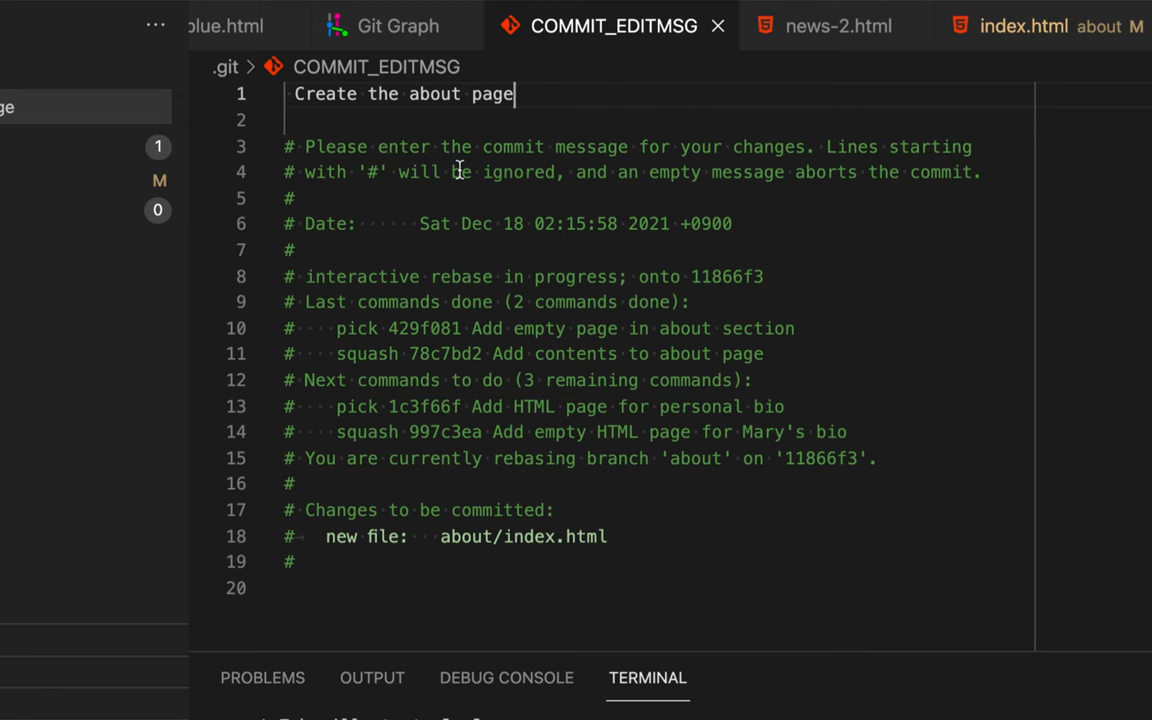 ··· blue.html Git Graph COMMIT_EDITMSG × news-2.html index.html about M
.git > COMMIT_EDITMSG
1 Create the about page
ge
2
1
3 # Please enter the commit message for your changes. Lines starting
4 # with '#' will be ignored, and an empty message aborts the commit.
M
5 #
0
6 # Date:      Sat Dec 18 02:15:58 2021 +0900
7 #
8 # interactive rebase in progress; onto 11866f3
9 # Last commands done (2 commands done):
10 #    pick 429f081 Add empty page in about section
11 #    squash 78c7bd2 Add contents to about page
12 # Next commands to do (3 remaining commands):
13 #    pick 1c3f66f Add HTML page for personal bio
14 #    squash 997c3ea Add empty HTML page for Mary's bio
15 # You are currently rebasing branch 'about' on '11866f3'.
16 #
17 # Changes to be committed:
18 #→ new file:   about/index.html
19 #
20
PROBLEMS OUTPUT DEBUG CONSOLE TERMINAL